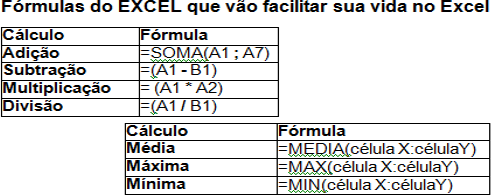 Fórmulas do EXCEL que vão facilitar sua vida no Excel
Cálculo Fórmula
Adição =SOMA(A1 ; A7)
Subtração =(A1 - B1)
Multiplicação = (A1 * A2)
Divisão =(A1 / B1)
Cálculo Fórmula
Média =MEDIA(célula X:célulaY)
Máxima =MAX(célula X:célulaY)
Mínima =MIN(célula X:célulaY)